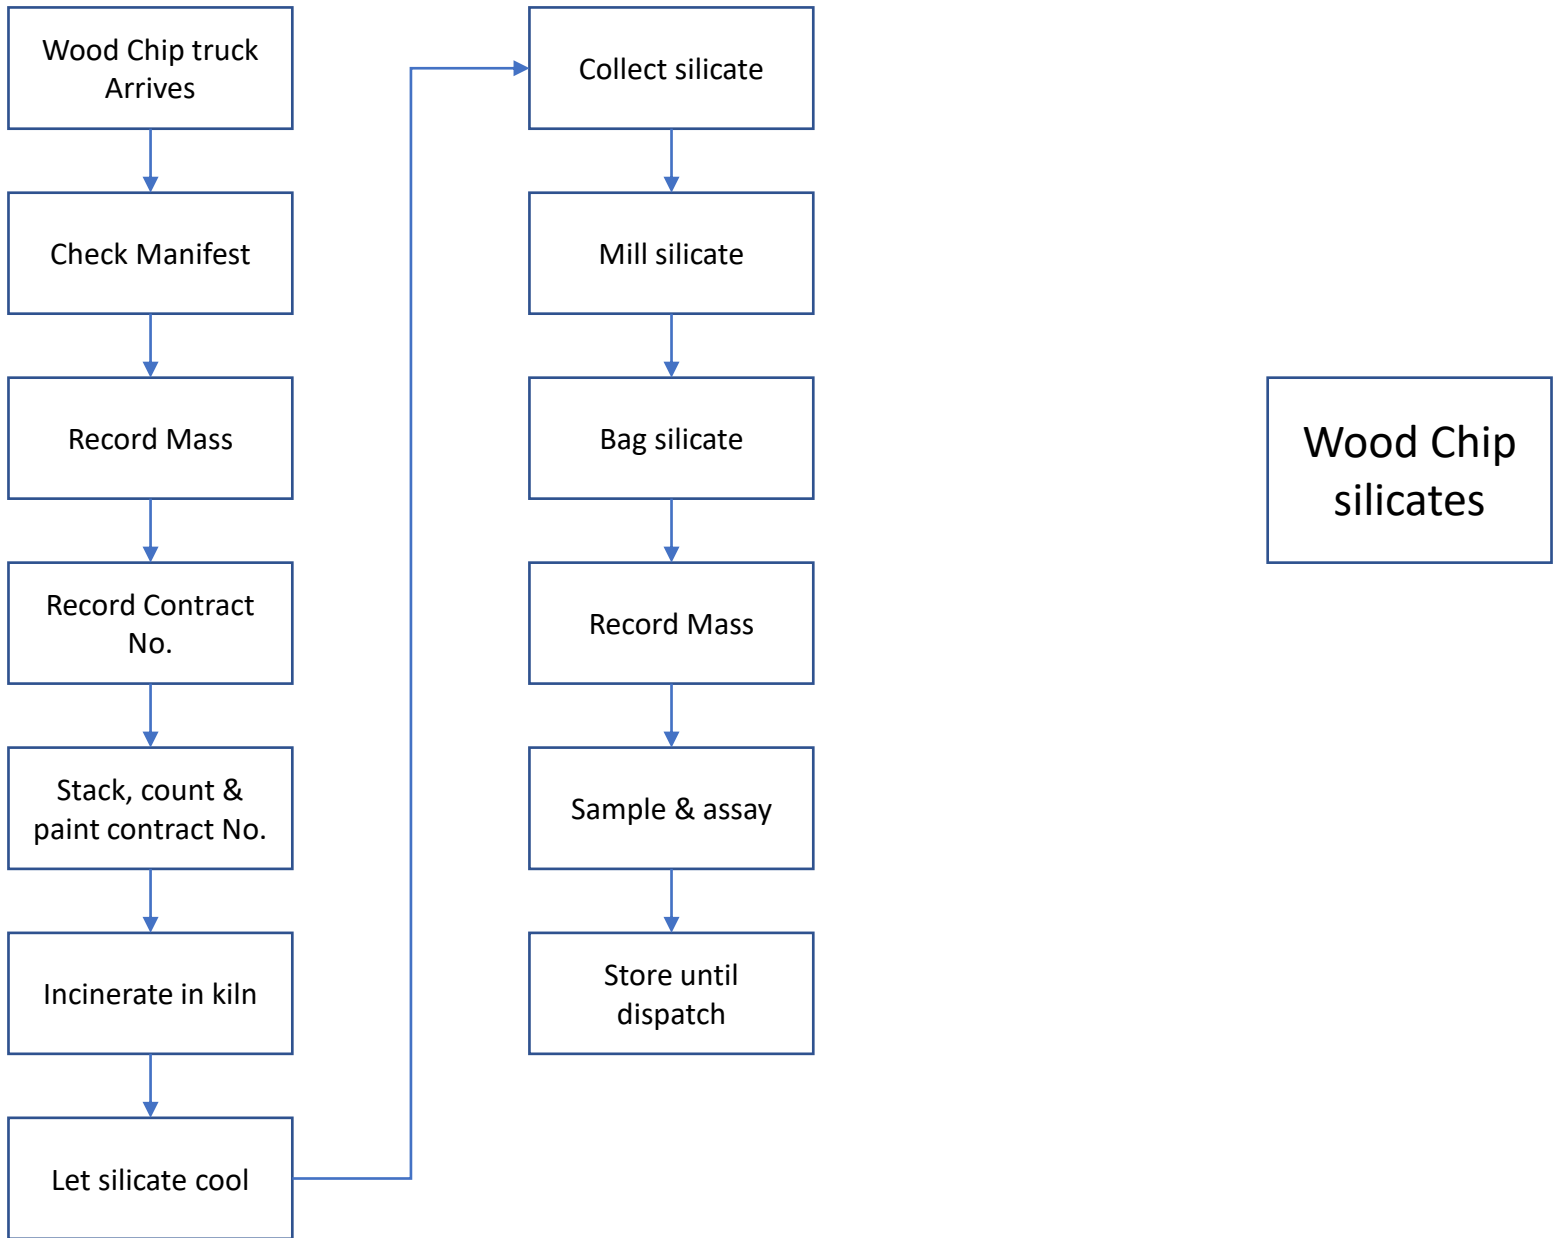 Wood Chip truck
Arrives
Check Manifest
Record Mass
Record Contract
No.
Stack, count &
paint contract No.
Incinerate in kiln
Let silicate cool
Collect silicate
Mill silicate
Bag silicate
Record Mass
Sample & assay
Store until
dispatch
Wood Chip
silicates